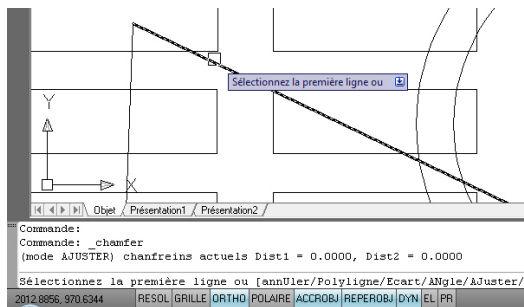 Sélectionnez la première ligne ou
Y
X
Objet
Présentation1
Présentation2
Commande:
Commande: _chamfer
(mode AJUSTER) chanfreins actuels Dist1 = 0.0000, Dist2 = 0.0000
Sélectionnez la première ligne ou [annUler/Polyligne/Ecart/ANgle/AJuster/
2012.8856, 970.6344 RESOL GRILLE ORTHO POLAIRE ACCROBJ REPEROBJ DYN EL PR